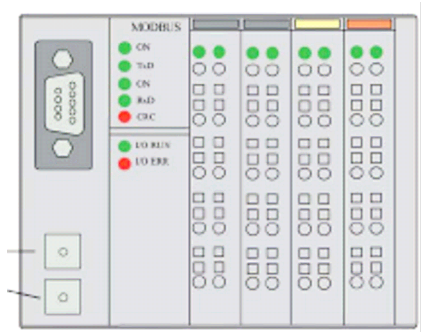 MODBUS
ON
TxD
ON
RxD
CRC
I/O RUN
I/O ERR